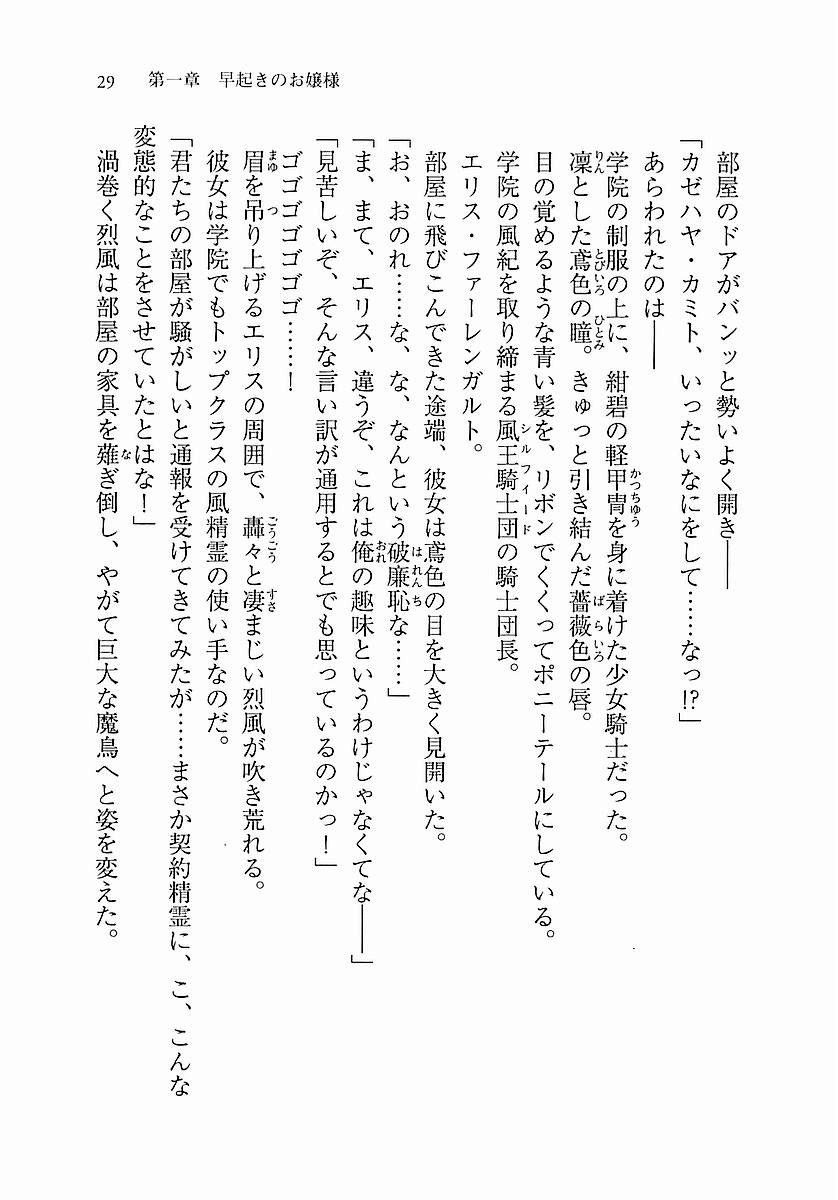 29　第一章　早起きのお嬢様
部屋のドアがバンッと勢いよく開き――
「カゼハヤ・カミト、いったいなにをして……なっ!?」
あらわれたのは――
学院の制服の上に、紺碧の軽甲冑を身に着けた少女騎士だった。
凜とした鳶色の瞳。きゅっと引き結んだ薔薇色の唇。
目の覚めるような青い髪を、リボンでくくってポニーテールにしている。
学院の風紀を取り締まる風王騎士団の騎士団長。
エリス・ファーレンガルト。
部屋に飛びこんできた途端、彼女は鳶色の目を大きく見開いた。
「お、おのれ……な、な、なんという破廉恥な……」
「ま、まて、エリス、違うぞ、これは俺の趣味というわけじゃなくてな――」
「見苦しいぞ、そんな言い訳が通用するとでも思っているのかっ！」
ゴゴゴゴゴゴゴ……！
眉を吊り上げるエリスの周囲で、轟々と凄まじい烈風が吹き荒れる。
彼女は学院でもトップクラスの風精霊の使い手なのだ。
「君たちの部屋が騒がしいと通報を受けてきてみたが……まさか契約精霊に、こ、こんな
変態的なことをさせていたとはな！」
渦巻く烈風は部屋の家具を薙ぎ倒し、やがて巨大な魔鳥へと姿を変えた。